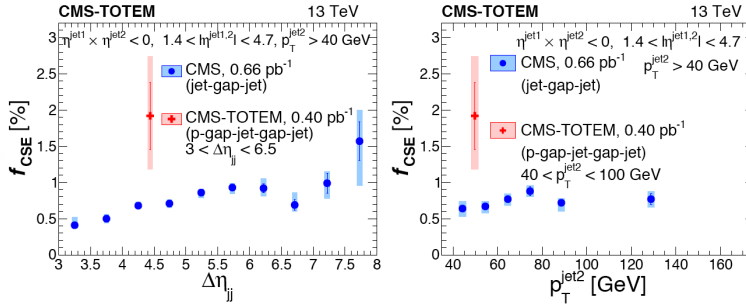 CMS-TOTEM 13 TeV
η^jet1 × η^jet2 < 0, 1.4 < |η^jet1,2| < 4.7, p_T^jet2 > 40 GeV
CMS, 0.66 pb⁻¹
(jet-gap-jet)
CMS-TOTEM, 0.40 pb⁻¹
(p-gap-jet-gap-jet)
3 < Δη_jj < 6.5
f_CSE [%]
3
2.5
2
1.5
1
0.5
0
3 3.5 4 4.5 5 5.5 6 6.5 7 7.5 8
Δη_jj
CMS-TOTEM 13 TeV
η^jet1 × η^jet2 < 0, 1.4 < |η^jet1,2| < 4.7
p_T^jet2 > 40 GeV
CMS, 0.66 pb⁻¹
(jet-gap-jet)
CMS-TOTEM, 0.40 pb⁻¹
(p-gap-jet-gap-jet)
40 < p_T^jet2 < 100 GeV
f_CSE [%]
3
2.5
2
1.5
1
0.5
0
40 60 80 100 120 140 160
p_T^jet2 [GeV]